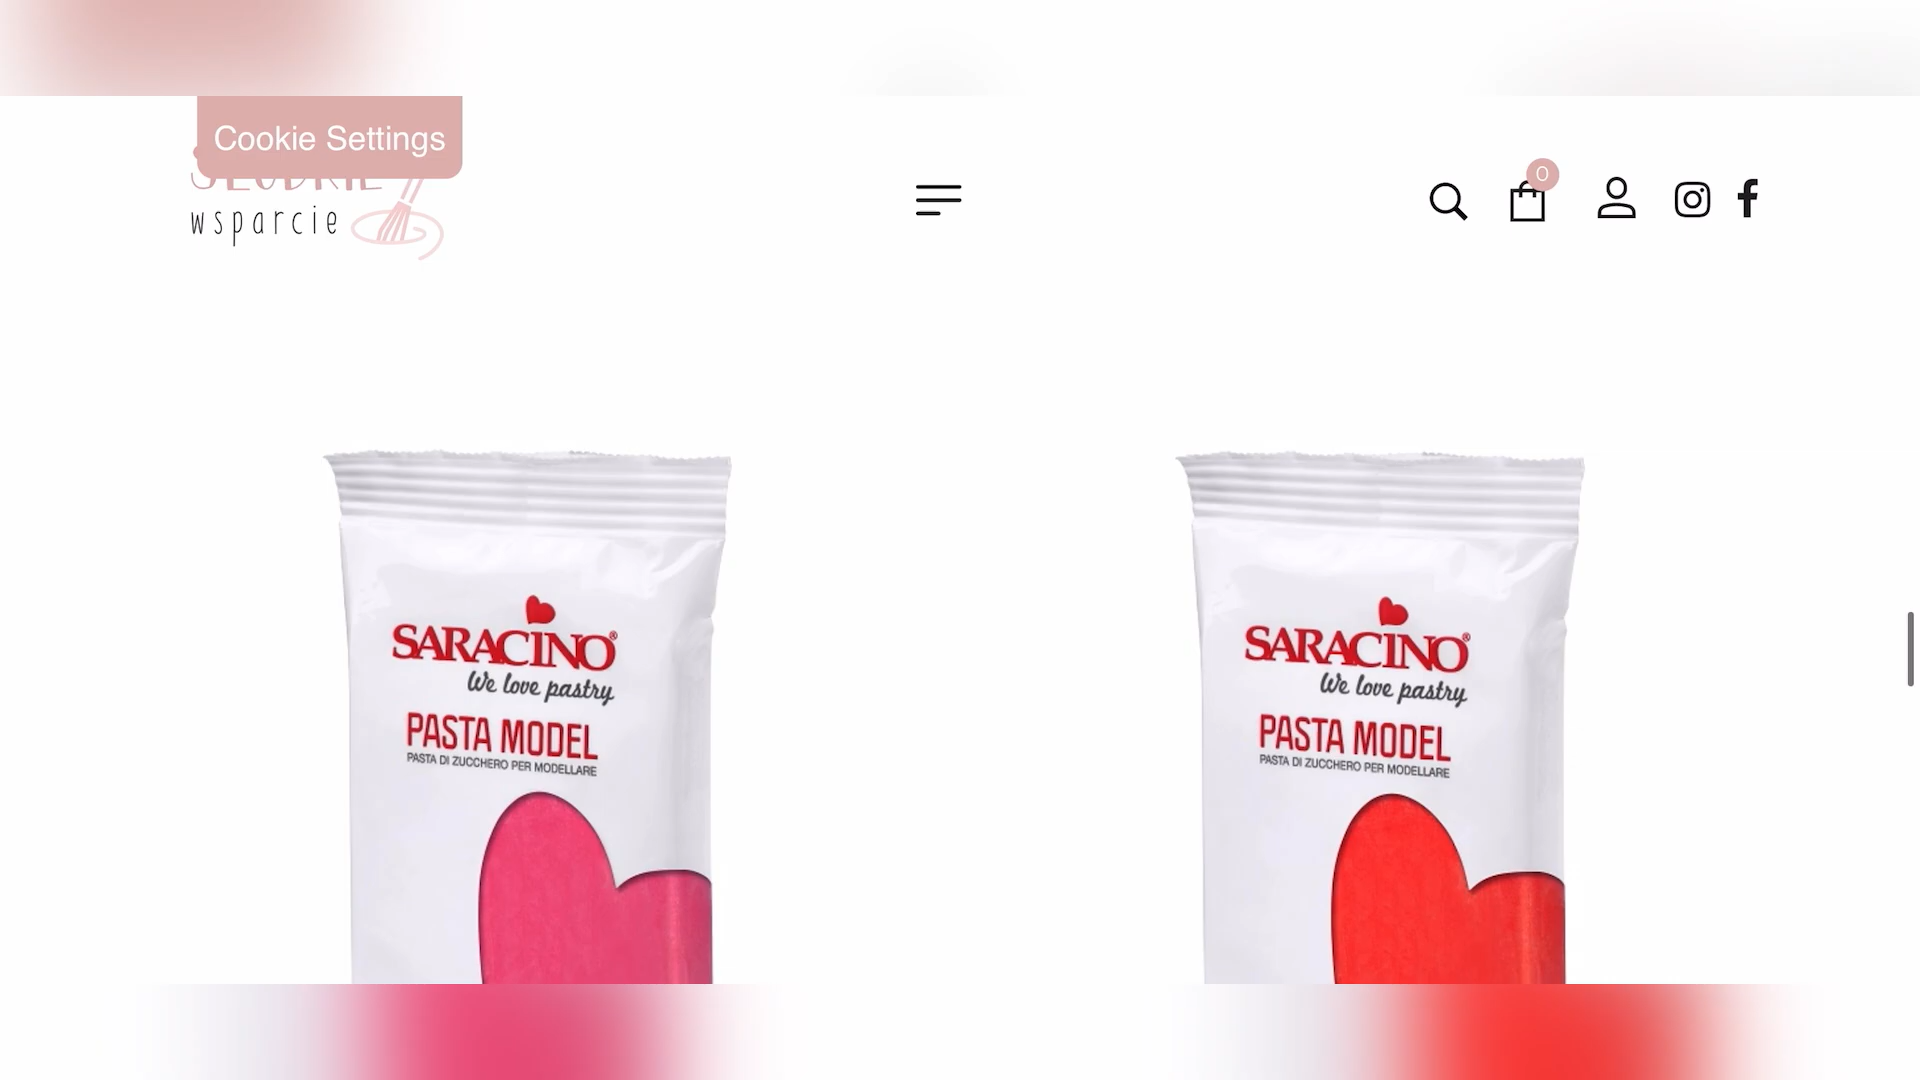 Cookie Settings
wsparcie
0
SARACINO®
We love pastry
PASTA MODEL
PASTA DI ZUCCHERO PER MODELLARE
SARACINO®
We love pastry
PASTA MODEL
PASTA DI ZUCCHERO PER MODELLARE